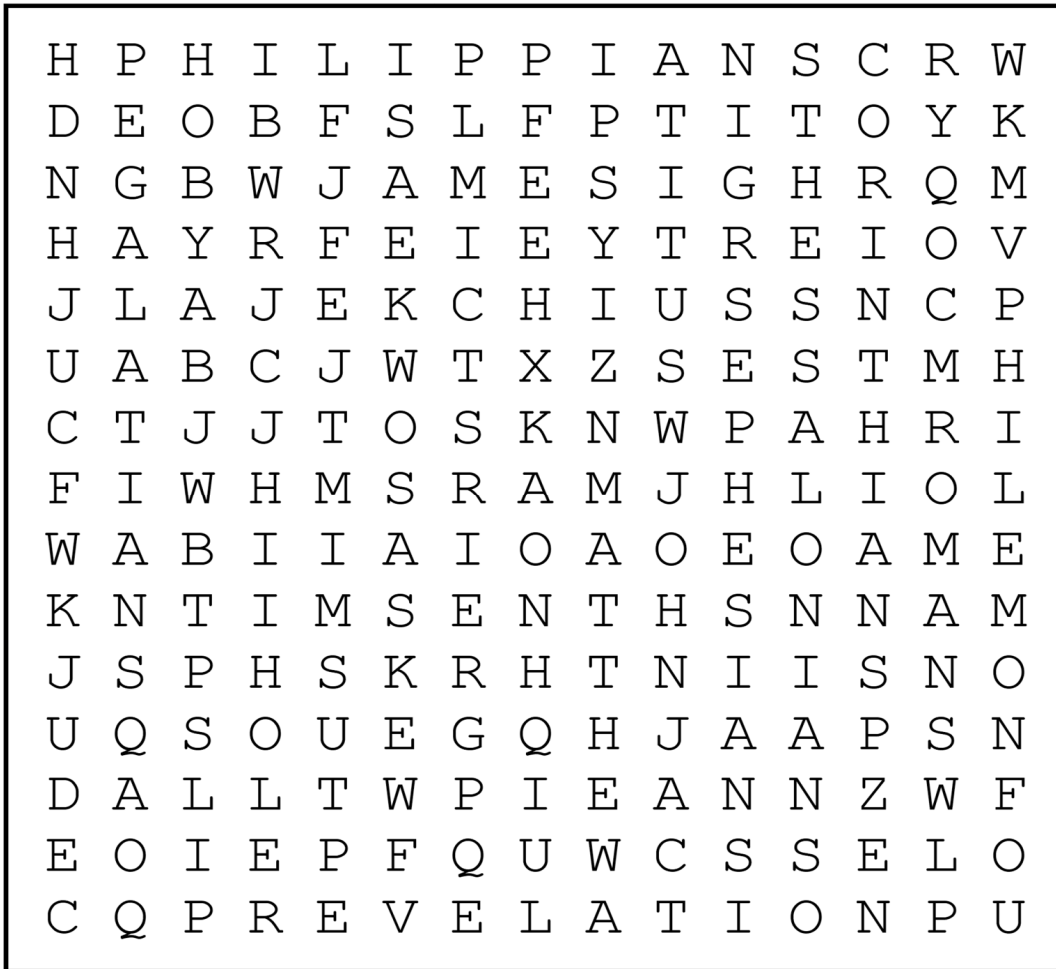 H P H I L I P P I A N S C R W
D E O B F S L F P T I T O Y K
N G B W J A M E S I G H R Q M
H A Y R F E I E Y T R E I O V
J L A J E K C H I U S S N C P
U A B C J W T X Z S E S T M H
C T J J T O S K N W P A H R I
F I W H M S R A M J H L I O L
W A B I I A I O A O E O A M E
K N T I M S E N T H S N N A M
J S P H S K R H T N I I S N O
U Q S O U E G Q H J A A P S N
D A L L T W P I E A N N Z W F
E O I E P F Q U W C S S E L O
C Q P R E V E L A T I O N P U